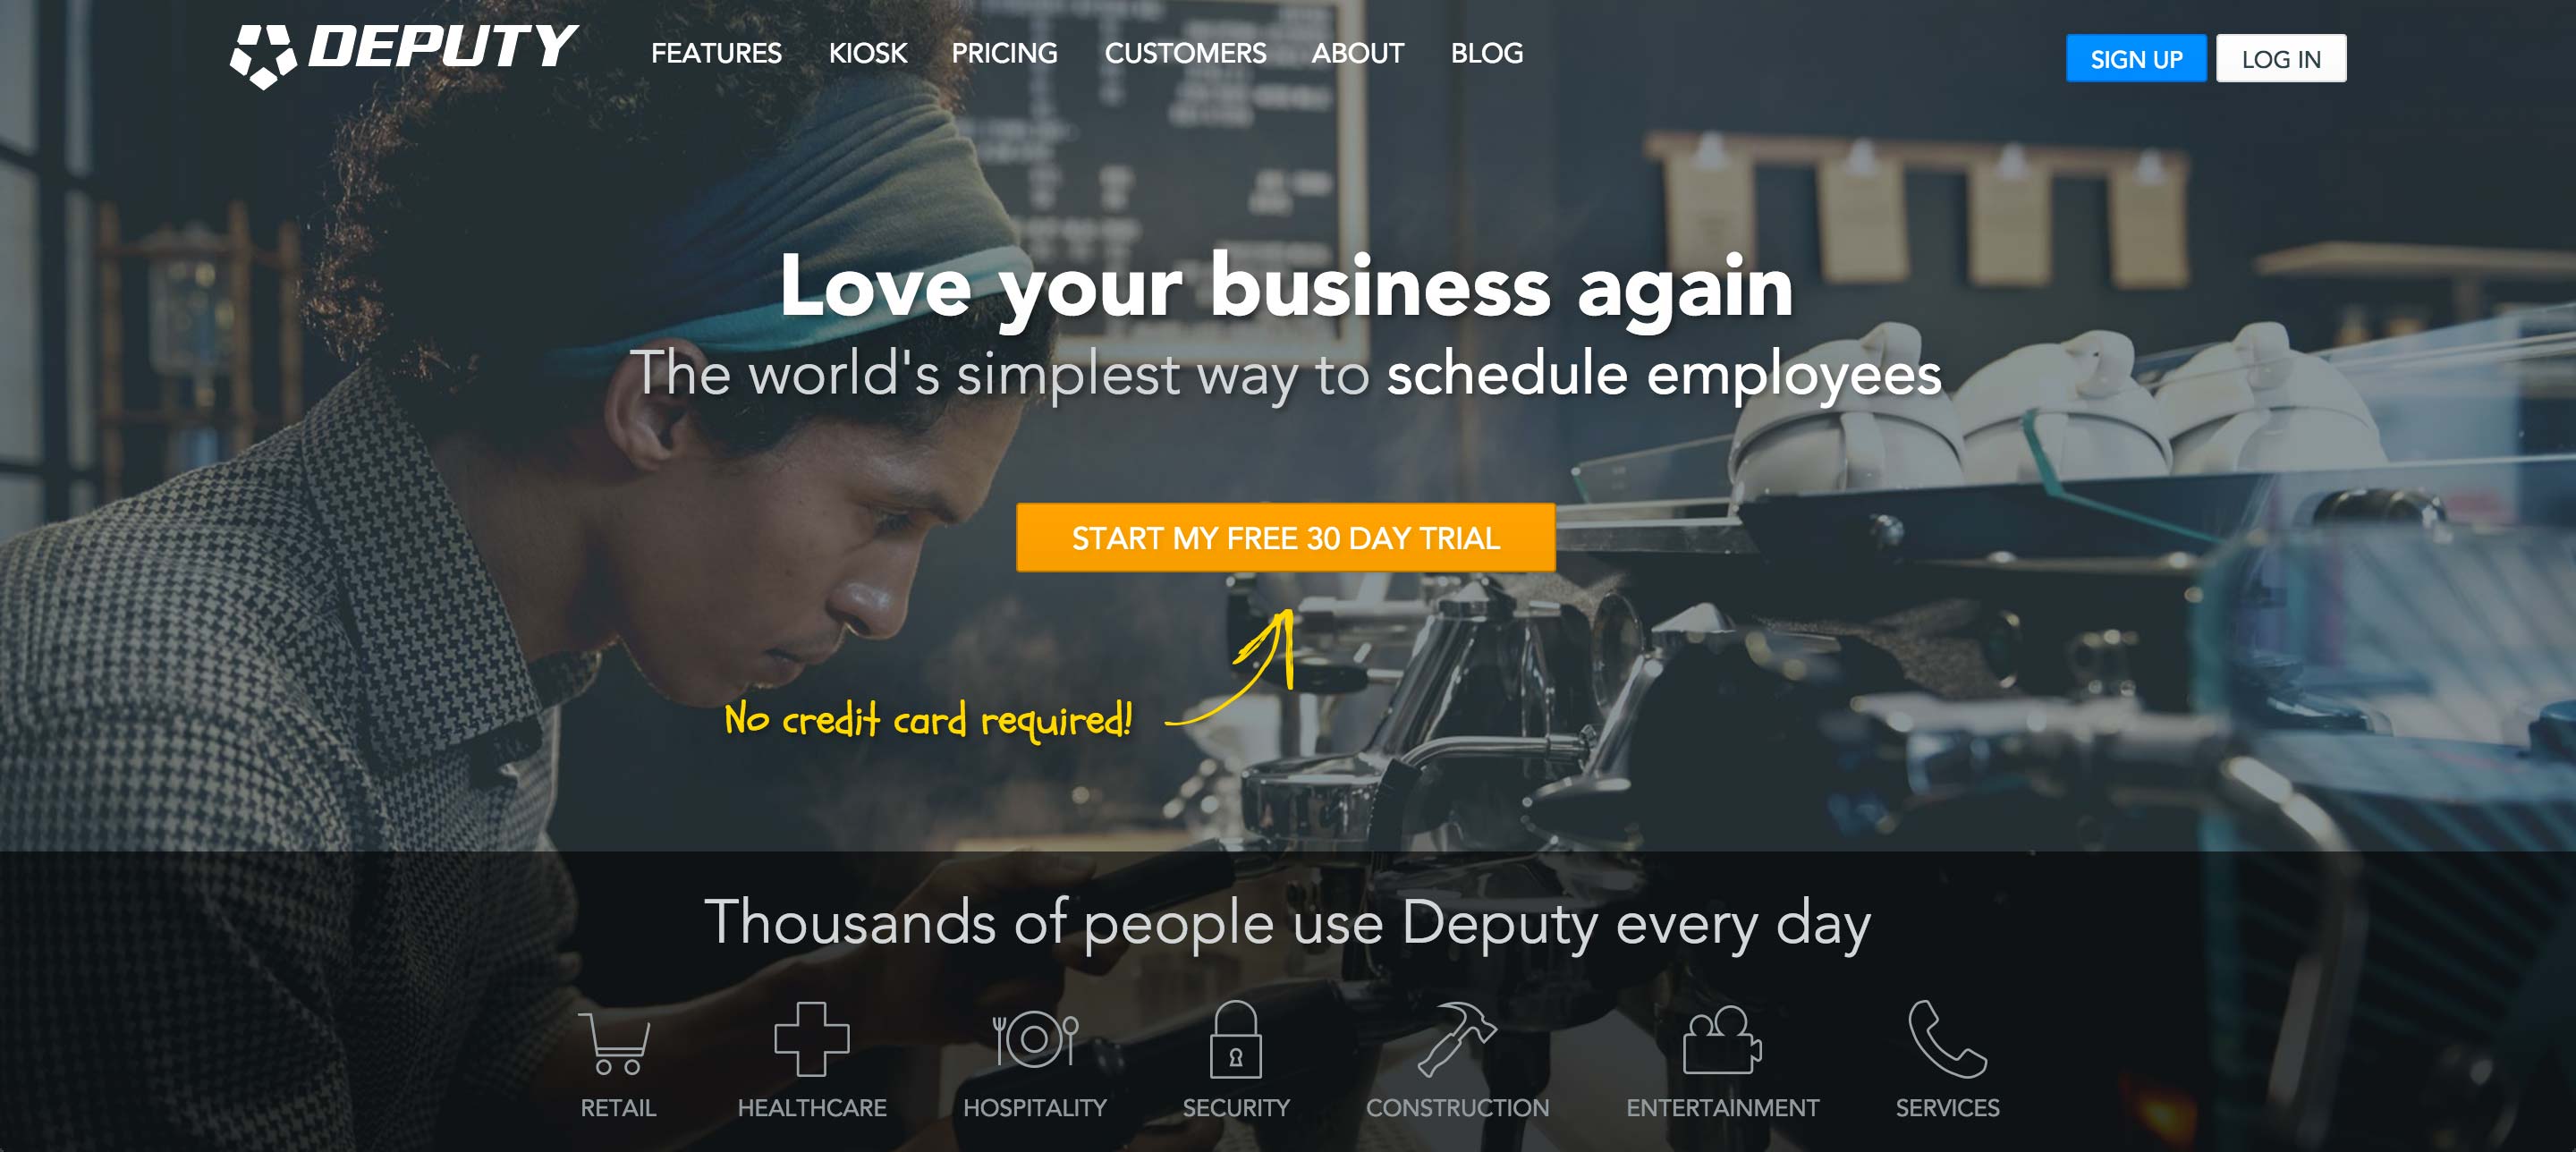 DEPUTY
FEATURES KIOSK PRICING CUSTOMERS ABOUT BLOG
SIGN UP LOG IN
Love your business again
The world's simplest way to schedule employees
START MY FREE 30 DAY TRIAL
No credit card required!
Thousands of people use Deputy every day
RETAIL HEALTHCARE HOSPITALITY SECURITY CONSTRUCTION ENTERTAINMENT SERVICES